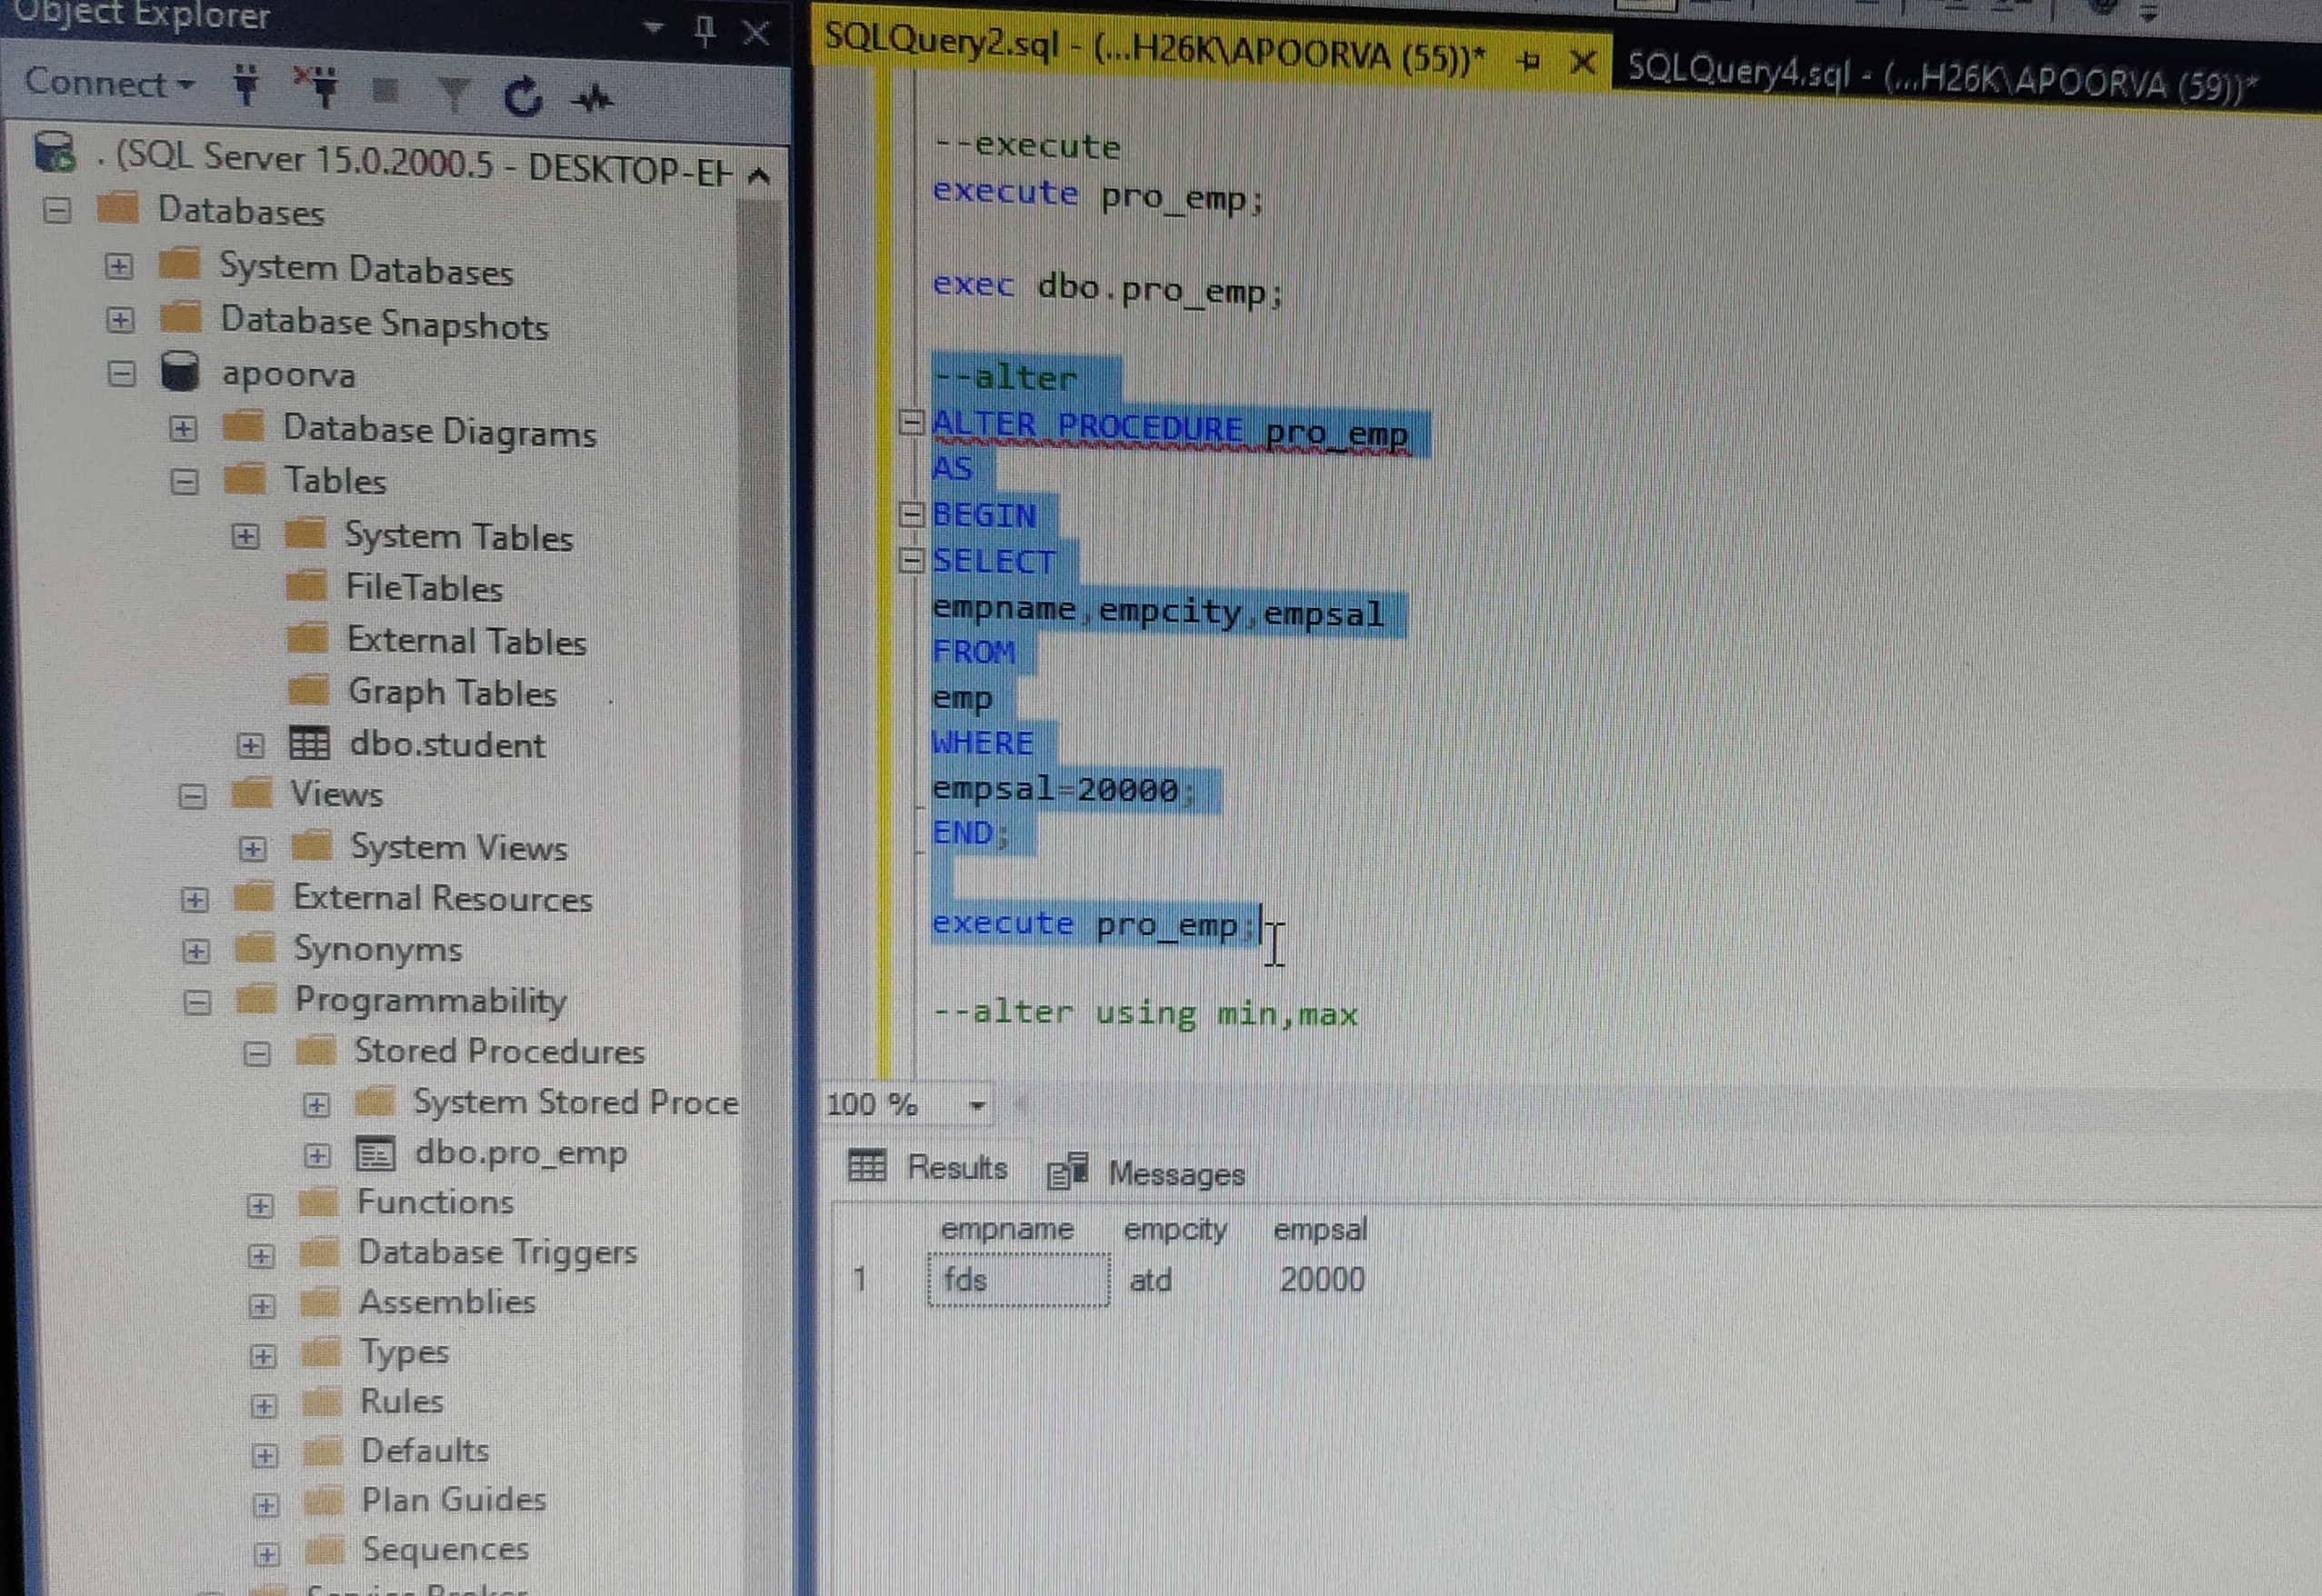 Object Explorer
Connect
. (SQL Server 15.0.2000.5 - DESKTOP-EH
Databases
System Databases
Database Snapshots
apoorva
Database Diagrams
Tables
System Tables
FileTables
External Tables
Graph Tables
dbo.student
Views
System Views
External Resources
Synonyms
Programmability
Stored Procedures
System Stored Proce
dbo.pro_emp
Functions
Database Triggers
Assemblies
Types
Rules
Defaults
Plan Guides
Sequences
Service Broker
SQLQuery2.sql - (...H26K\APOORVA (55))*
SQLQuery4.sql - (...H26K\APOORVA (59))*
--execute
execute pro_emp;
exec dbo.pro_emp;
--alter
ALTER PROCEDURE pro_emp
AS
BEGIN
SELECT
empname,empcity,empsal
FROM
emp
WHERE
empsal=20000;
END;
execute pro_emp;
--alter using min,max
100 %
Results Messages
empname empcity empsal
1 fds atd 20000